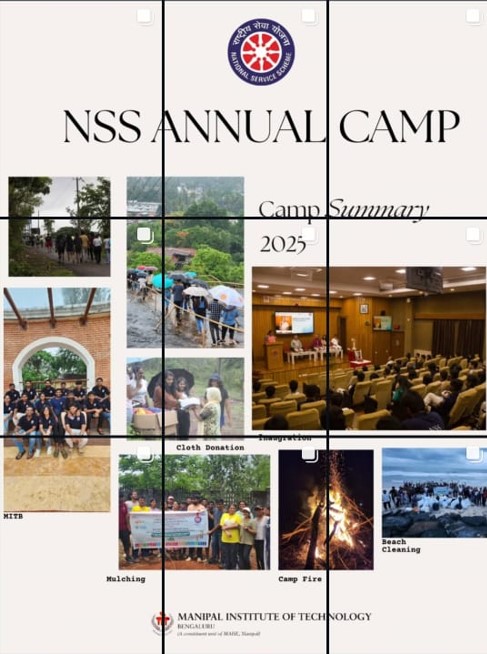 राष्ट्रीय सेवा योजना
NATIONAL SERVICE SCHEME
NSS ANNUAL CAMP
Camp Summary
2025
Cloth Donation
Inaugration
MITB
Beach
Cleaning
Mulching
Camp Fire
MANIPAL INSTITUTE OF TECHNOLOGY
BENGALURU
(A constituent unit of MAHE, Manipal)